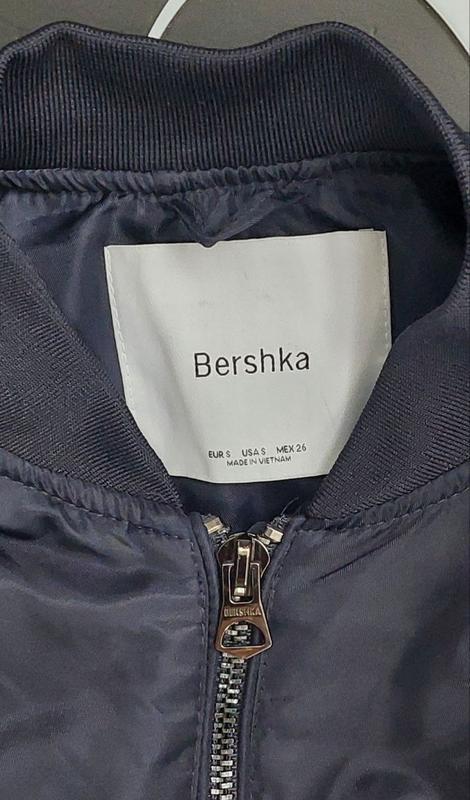 Bershka
EUR S USA S MEX 26
MADE IN VIETNAM
BERSHKA